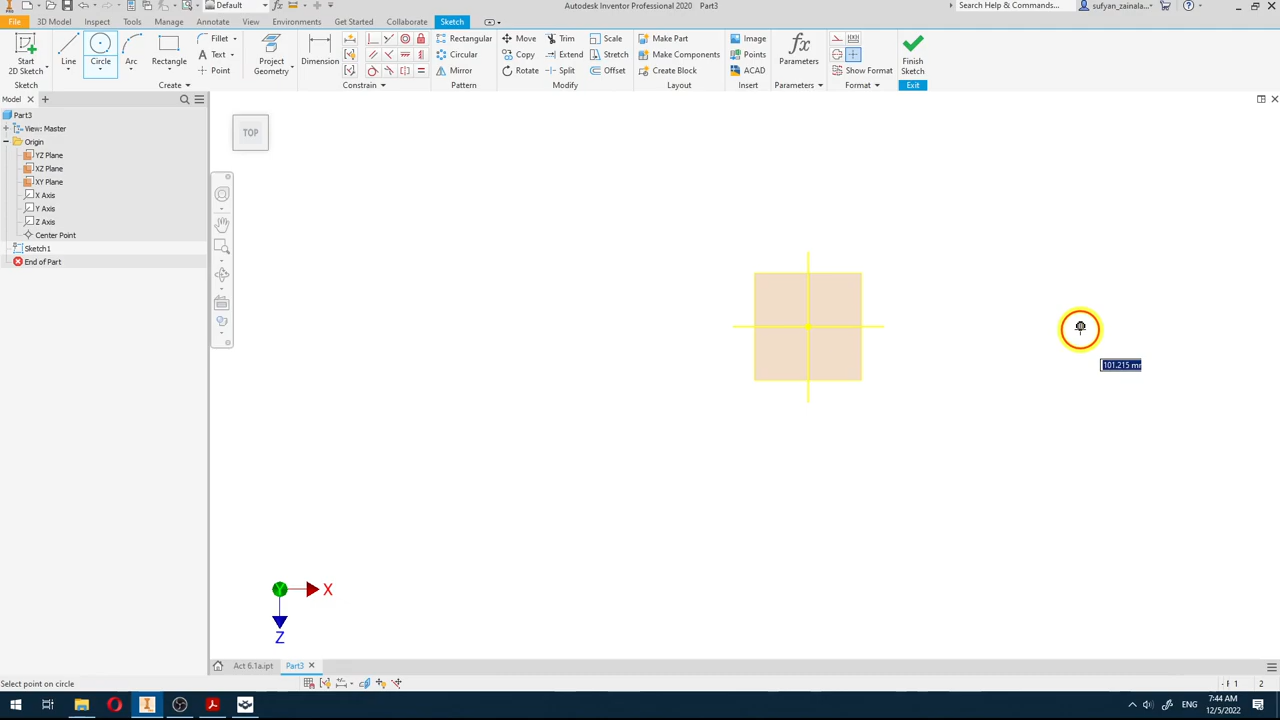 Default
Autodesk Inventor Professional 2020 Part3
Search Help & Commands...
sufyan_zainala...
File 3D Model Inspect Tools Manage Annotate View Environments Get Started Collaborate Sketch
Start
2D Sketch
Line
Circle
Arc
Rectangle
Fillet
Text
Point
Project
Geometry
Dimension
Rectangular
Circular
Mirror
Move
Copy
Rotate
Trim
Extend
Split
Scale
Stretch
Offset
Make Part
Make Components
Create Block
Image
Points
ACAD
Parameters
Show Format
Finish
Sketch
Sketch Create Constrain Pattern Modify Layout Insert Parameters Format Exit
Model
Part3
View: Master
Origin
YZ Plane
XZ Plane
XY Plane
X Axis
Y Axis
Z Axis
Center Point
Sketch1
End of Part
TOP
101.215 m
X
Z
Act 6.1a.ipt Part3
Select point on circle
1 2
ENG
7:44 AM
12/5/2022